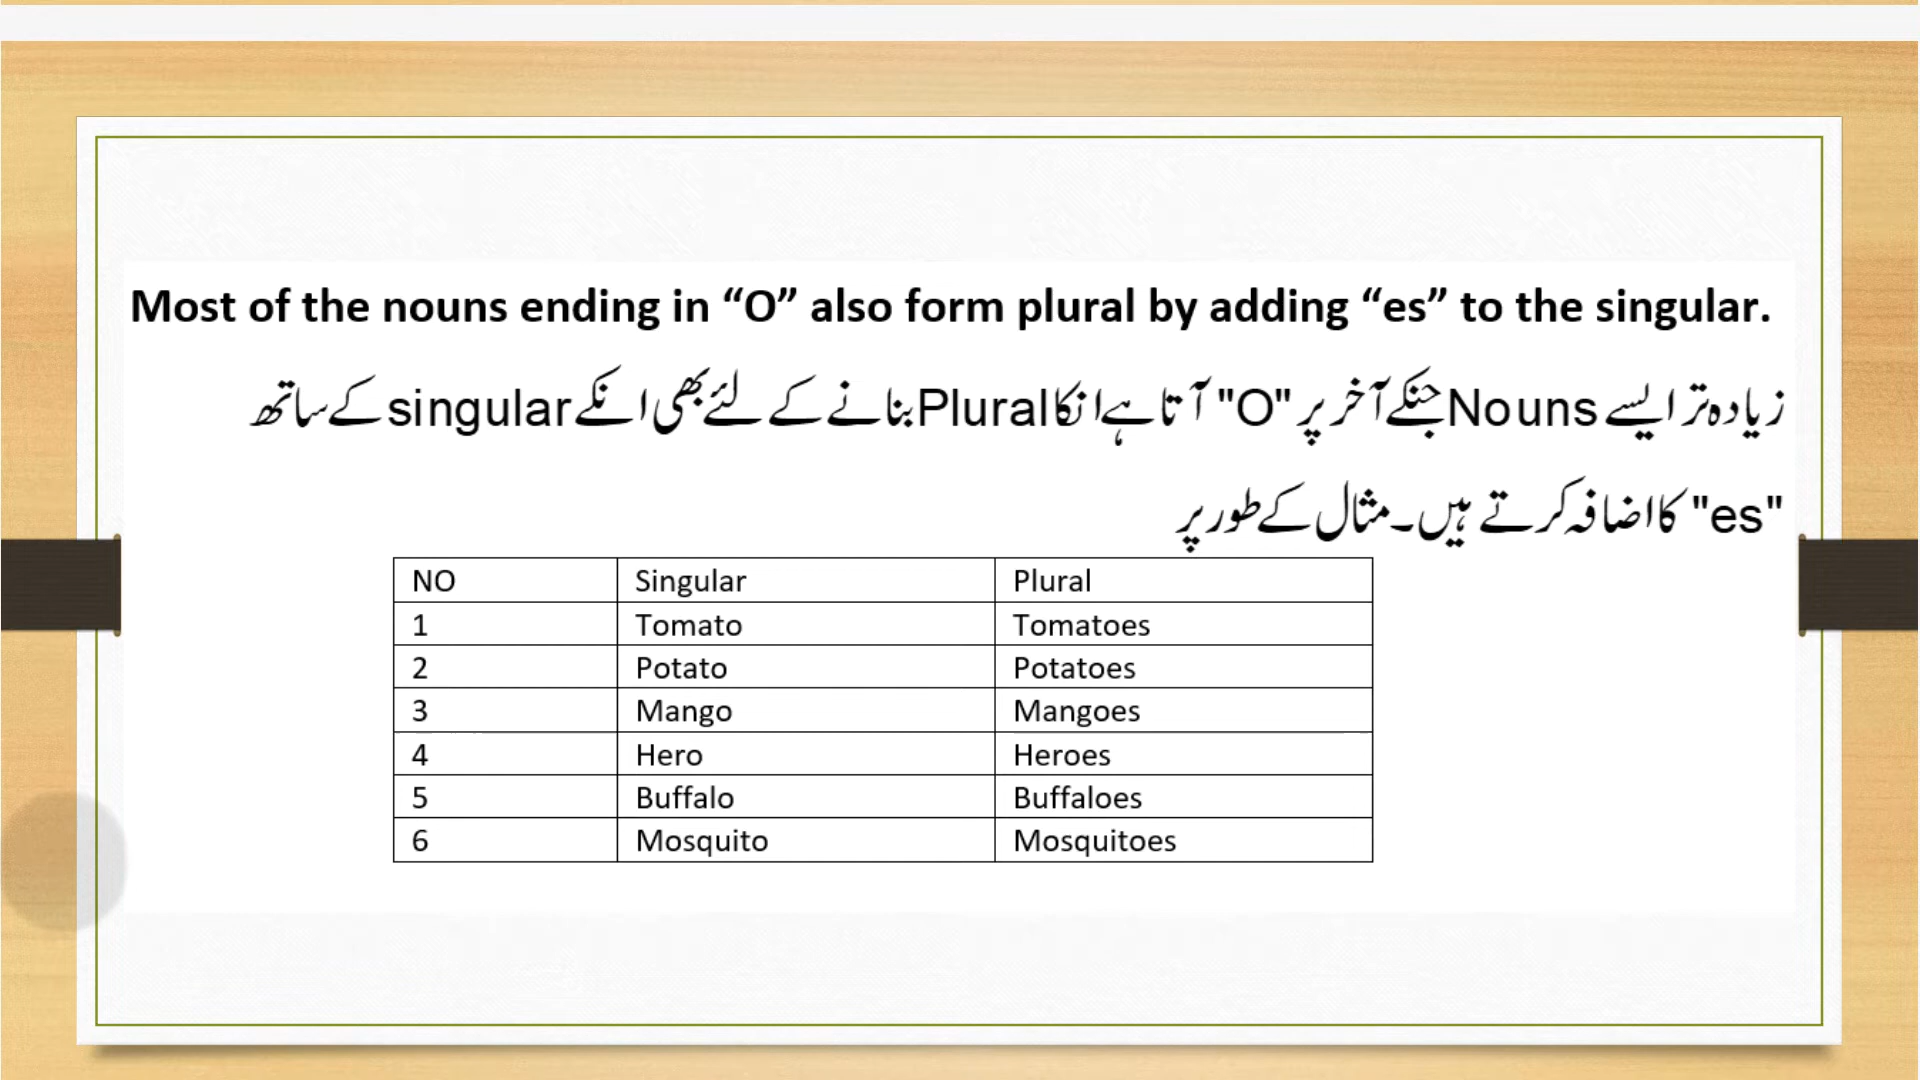 Most of the nouns ending in “O” also form plural by adding “es” to the singular.
زیادہ تر ایسے Nouns جنکے آخر پر "O" آتا ہے انکا Plural بنانے کے لئے بھی انکے singular کے ساتھ
"es" کا اضافہ کرتے ہیں۔ مثال کے طور پر
NO Singular Plural
1 Tomato Tomatoes
2 Potato Potatoes
3 Mango Mangoes
4 Hero Heroes
5 Buffalo Buffaloes
6 Mosquito Mosquitoes